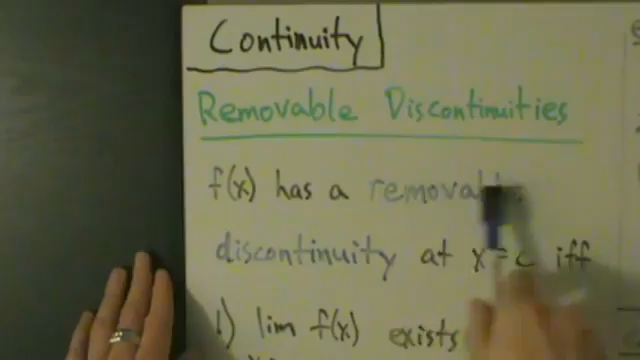 Continuity
Removable Discontinuities
f(x) has a
discontinuity at x = c iff
1) lim f(x) exists